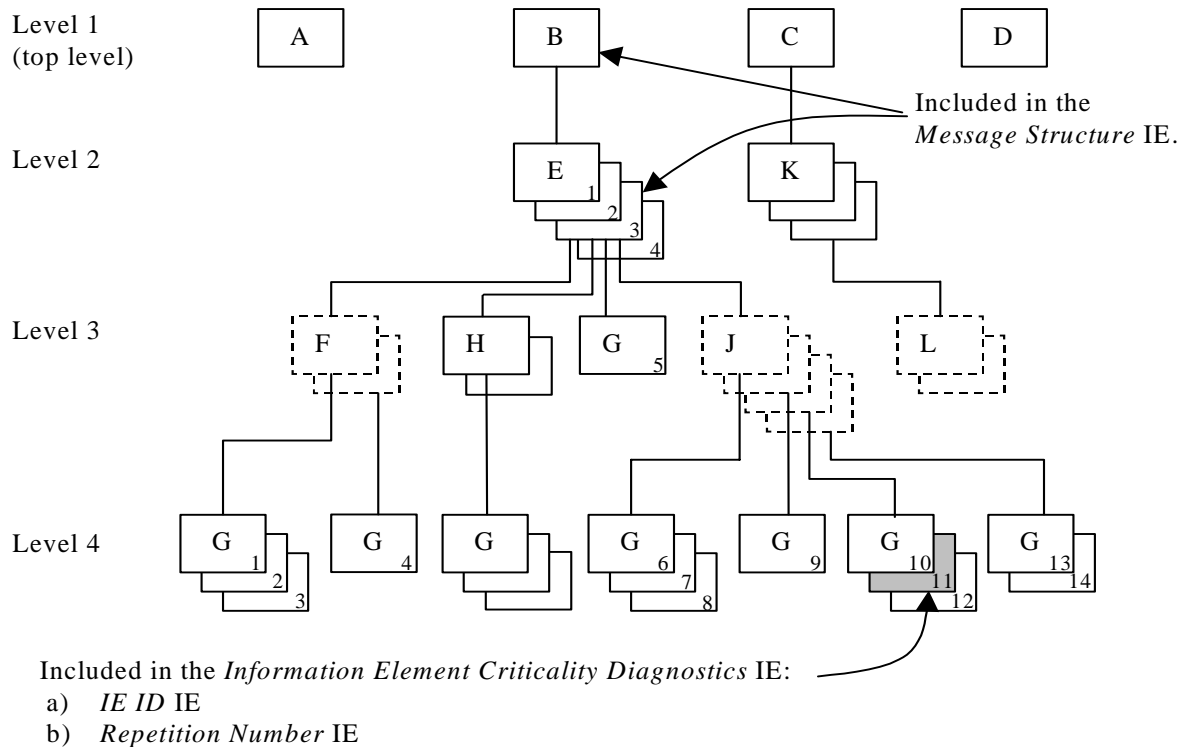 Level 1
(top level)
A
B
C
D
Included in the
Message Structure IE.
Level 2
E
1
2
3
4
K
Level 3
F
H
G
5
J
L
Level 4
G
1
2
3
G
4
G
G
6
7
8
G
9
G
10
11
12
G
13
14
Included in the Information Element Criticality Diagnostics IE:
a) IE ID IE
b) Repetition Number IE